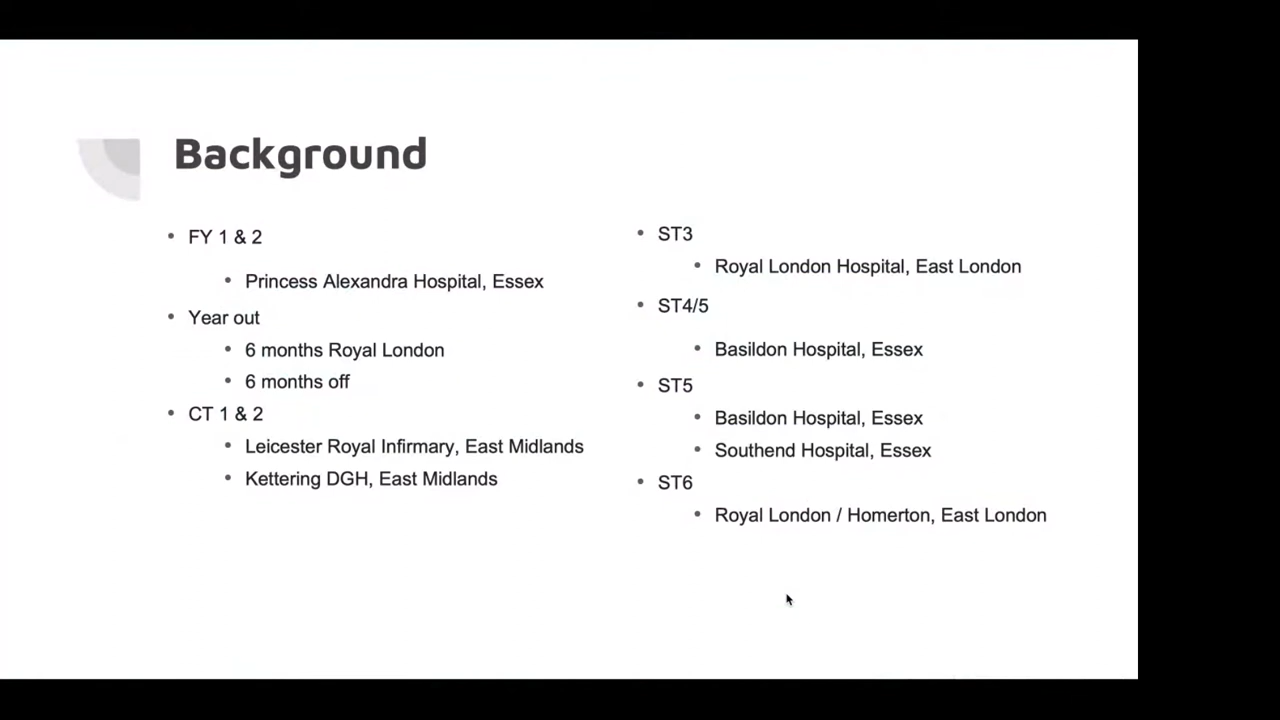 Background
• FY 1 & 2
• Princess Alexandra Hospital, Essex
• Year out
• 6 months Royal London
• 6 months off
• CT 1 & 2
• Leicester Royal Infirmary, East Midlands
• Kettering DGH, East Midlands
• ST3
• Royal London Hospital, East London
• ST4/5
• Basildon Hospital, Essex
• ST5
• Basildon Hospital, Essex
• Southend Hospital, Essex
• ST6
• Royal London / Homerton, East London